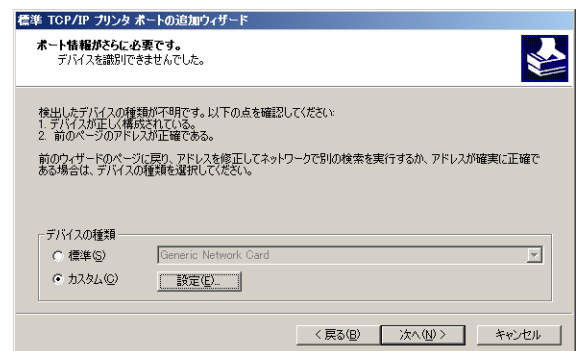 標準 TCP/IP プリンタ ポートの追加ウィザード
ポート情報がさらに必要です。
デバイスを識別できませんでした。
検出したデバイスの種類が不明です。以下の点を確認してください:
1. デバイスが正しく構成されている。
2. 前のページのアドレスが正確である。
前のウィザードのページに戻り、アドレスを修正してネットワークで別の検索を実行するか、アドレスが確実に正確で
ある場合は、デバイスの種類を選択してください。
デバイスの種類
標準(S)
Generic Network Card
カスタム(C)
設定(E)...
< 戻る(B)
次へ(N) >
キャンセル